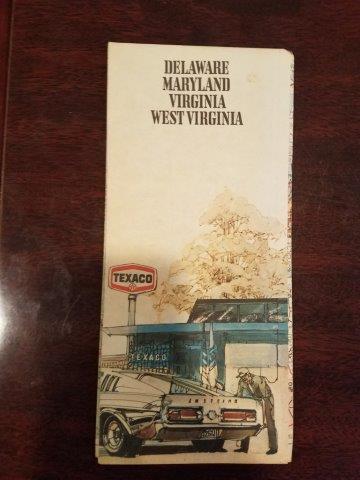 DELAWARE
MARYLAND
VIRGINIA
WEST VIRGINIA
TEXACO
TEXACO